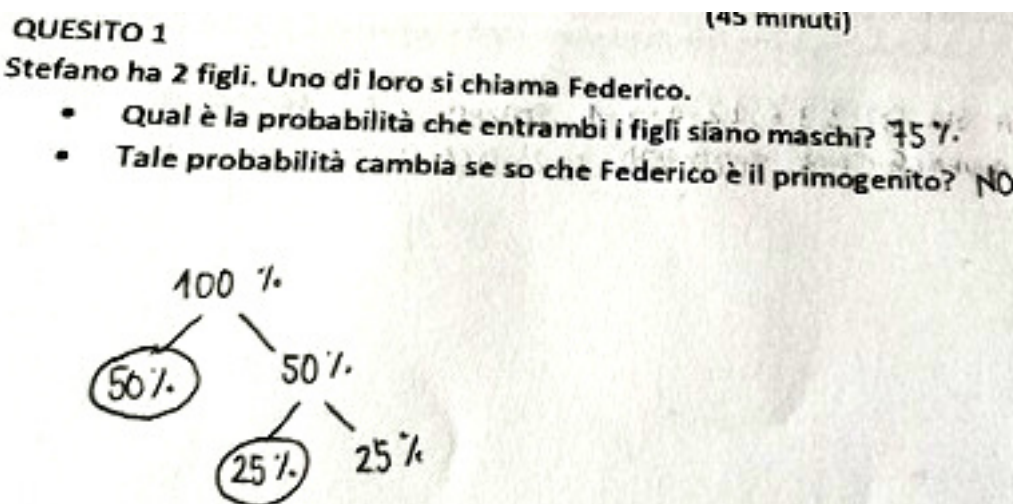 (45 minuti)
QUESITO 1
Stefano ha 2 figli. Uno di loro si chiama Federico.
• Qual è la probabilità che entrambi i figli siano maschi? 75 %.
• Tale probabilità cambia se so che Federico è il primogenito? NO
100 %
50 % 50 %
25 % 25 %